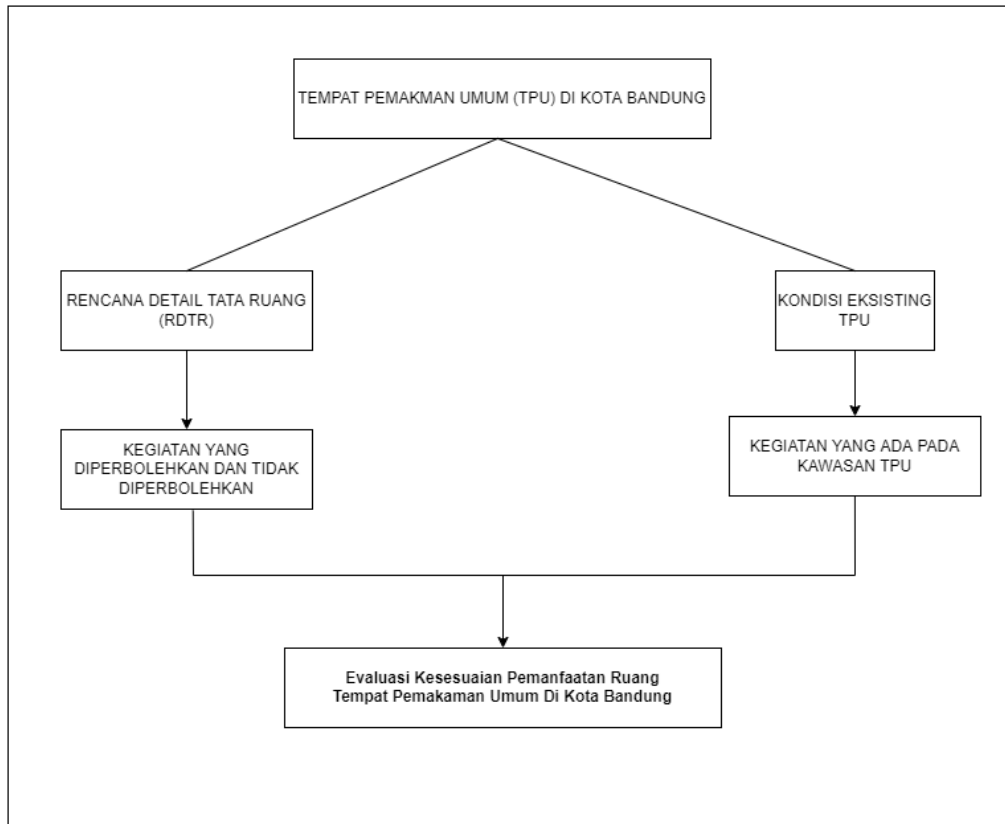 TEMPAT PEMAKMAN UMUM (TPU) DI KOTA BANDUNG
RENCANA DETAIL TATA RUANG
(RDTR)
KONDISI EKSISTING
TPU
KEGIATAN YANG
DIPERBOLEHKAN DAN TIDAK
DIPERBOLEHKAN
KEGIATAN YANG ADA PADA
KAWASAN TPU
Evaluasi Kesesuaian Pemanfaatan Ruang
Tempat Pemakaman Umum Di Kota Bandung